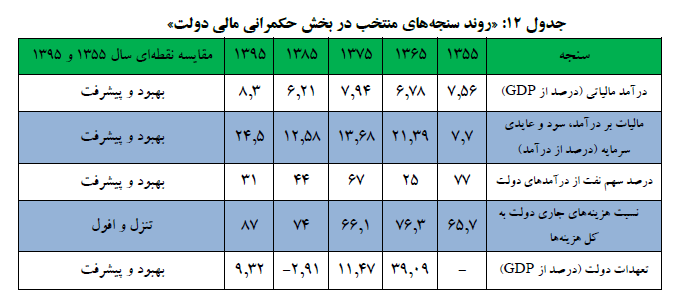 جدول ۱۲: «روند سنجه‌های منتخب در بخش حکمرانی مالی دولت»
سنجه ۱۳۵۵ ۱۳۶۵ ۱۳۷۵ ۱۳۸۵ ۱۳۹۵ مقایسه نقطه‌ای سال ۱۳۵۵ و ۱۳۹۵
درآمد مالیاتی (درصد از GDP) ۷,۵۶ ۶,۷۸ ۷,۹۴ ۶,۲۱ ۸,۳ بهبود و پیشرفت
مالیات بر درآمد، سود و عایدی
سرمایه (درصد از درآمد) ۷,۷ ۲۱,۳۹ ۱۳,۶۸ ۱۲,۵۸ ۲۴,۵ بهبود و پیشرفت
درصد سهم نفت از درآمدهای دولت ۷۷ ۲۵ ۶۷ ۴۴ ۳۱ بهبود و پیشرفت
نسبت هزینه‌های جاری دولت به
کل هزینه‌ها ۶۵,۷ ۷۶,۳ ۶۶,۱ ۷۴ ۸۷ تنزل و افول
تعهدات دولت (درصد از GDP) – ۳۹,۰۹ ۱۱,۴۷ −۲,۹۱ ۹,۳۲ بهبود و پیشرفت